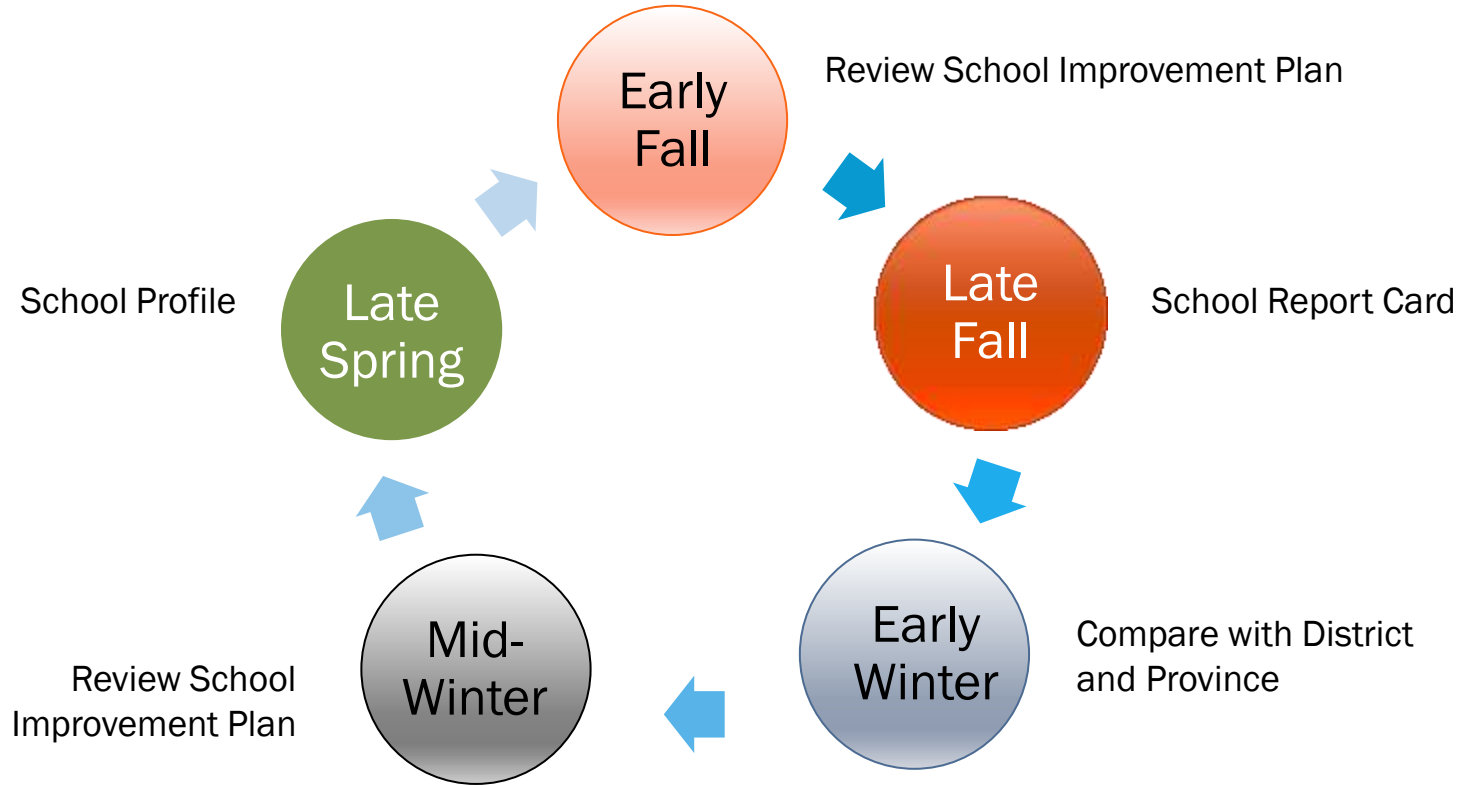 Early
Fall
Review School Improvement Plan
Late
Fall
School Report Card
Early
Winter
Compare with District
and Province
Mid-
Winter
Review School
Improvement Plan
Late
Spring
School Profile